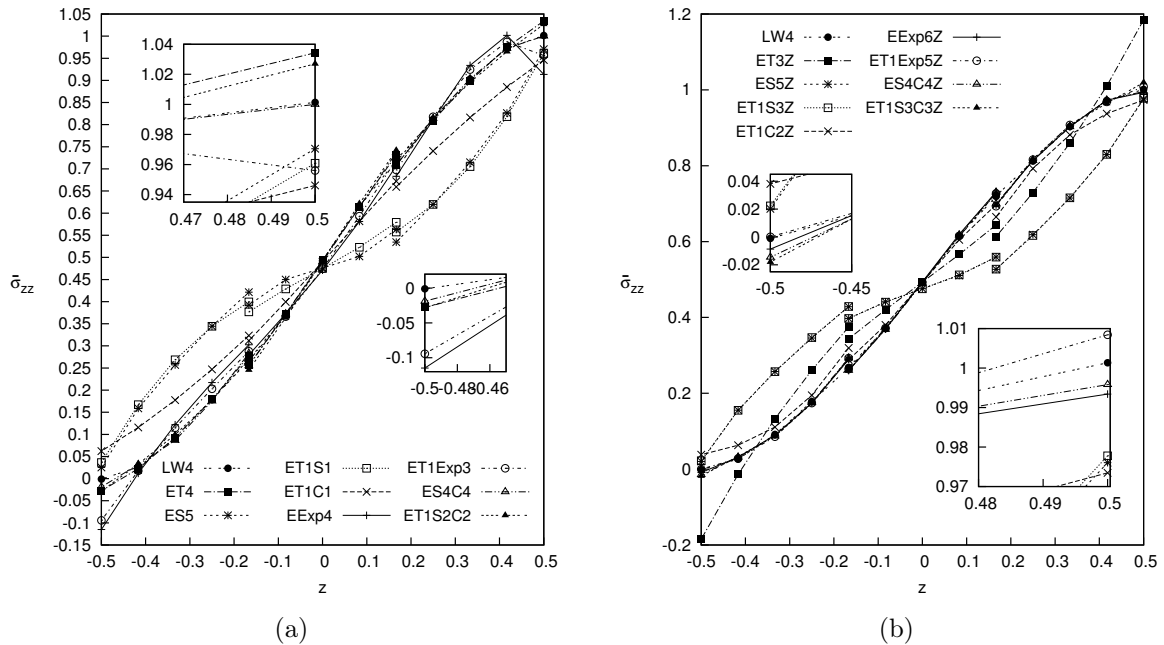 1.05
1
0.95
0.9
0.85
0.8
0.75
0.7
0.65
0.6
0.55
0.5
0.45
0.4
0.35
0.3
0.25
0.2
0.15
0.1
0.05
0
-0.05
-0.1
-0.15
σ̄zz
-0.5 -0.4 -0.3 -0.2 -0.1 0 0.1 0.2 0.3 0.4 0.5
z
1.04
1.02
1
0.98
0.96
0.94
0.47 0.48 0.49 0.5
0
-0.05
-0.1
-0.5 -0.48 0.46
LW4 ET1S1 ET1Exp3
ET4 ET1C1 ES4C4
ES5 EExp4 ET1S2C2
(a)
1.2
1
0.8
0.6
0.4
0.2
0
-0.2
σ̄zz
-0.5 -0.4 -0.3 -0.2 -0.1 0 0.1 0.2 0.3 0.4 0.5
z
LW4 EExp6Z
ET3Z ET1Exp5Z
ES5Z ES4C4Z
ET1S3Z ET1S3C3Z
ET1C2Z
0.04
0.02
0
-0.02
-0.5 -0.45
1.01
1
0.99
0.98
0.97
0.48 0.49 0.5
(b)